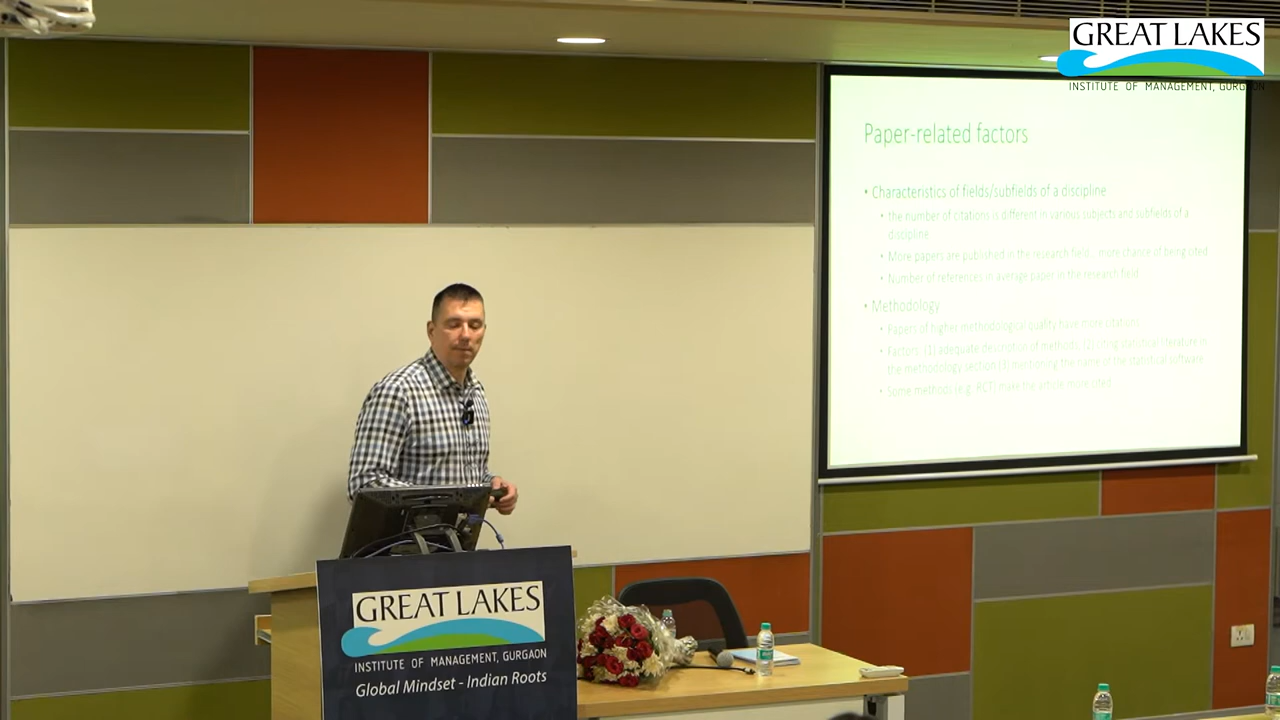 GREAT LAKES
INSTITUTE OF MANAGEMENT, GURGAON
Paper-related factors
• Characteristics of fields/subfields of a discipline
• the number of citations is different in various subjects and subfields of a
discipline
• More papers are published in the research field - more chance of being cited
• Number of references in average paper in the research field
• Methodology
• Papers of higher methodological quality have more citations
• Factors: (1) adequate description of methods, (2) citing statistical literature in
the methodology section (3) mentioning the name of the statistical software
• Some methods (e.g. RCT) make the article more cited
GREAT LAKES
INSTITUTE OF MANAGEMENT, GURGAON
Global Mindset - Indian Roots